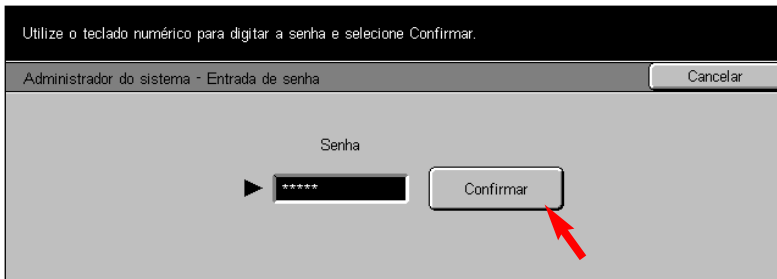 Utilize o teclado numérico para digitar a senha e selecione Confirmar.
Administrador do sistema - Entrada de senha
Cancelar
Senha
*****
Confirmar